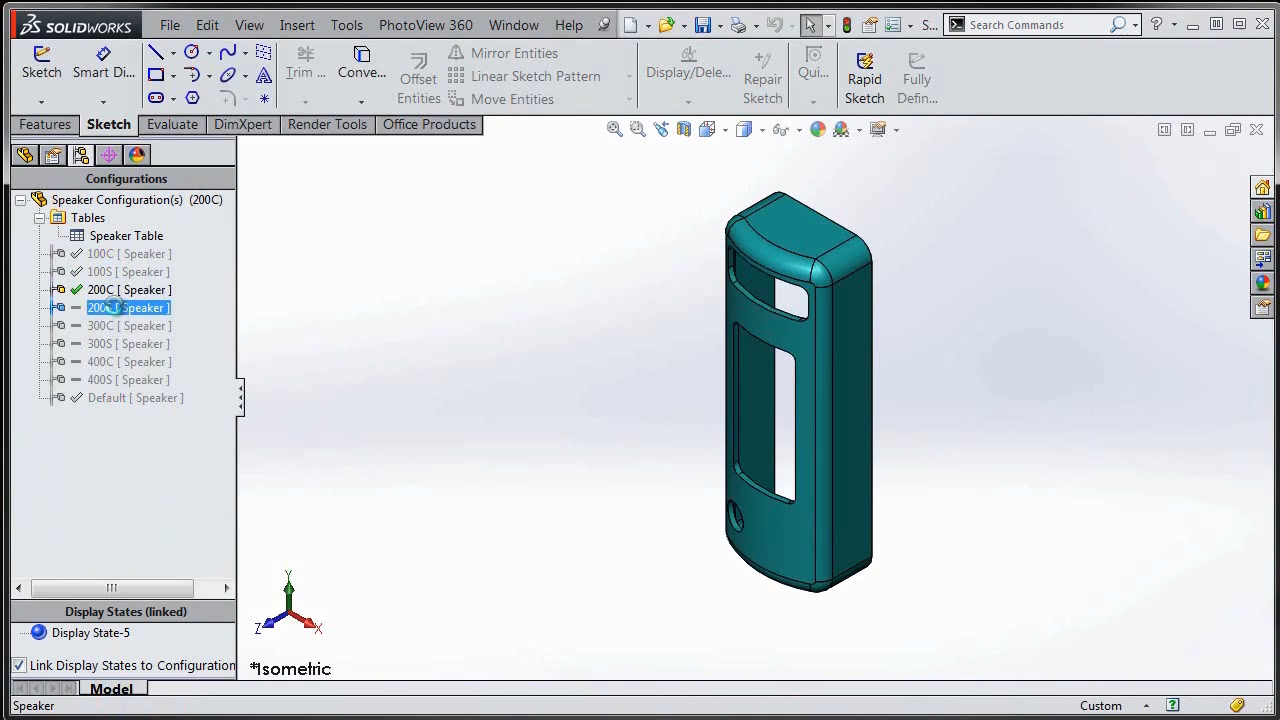 SOLIDWORKS File Edit View Insert Tools PhotoView 360 Window Help S... Search Commands
Sketch Smart Di... Trim ... Conve... Offset Entities Mirror Entities Linear Sketch Pattern Move Entities Display/Dele... Repair Sketch Qui... Rapid Sketch Fully Defin...
Features Sketch Evaluate DimXpert Render Tools Office Products
Configurations
Speaker Configuration(s) (200C)
Tables
Speaker Table
100C [ Speaker ]
100S [ Speaker ]
200C [ Speaker ]
Speaker ]
300C [ Speaker ]
300S [ Speaker ]
400C [ Speaker ]
400S [ Speaker ]
Default [ Speaker ]
Display States (linked)
Display State-5
Link Display States to Configuration
Y
Z X
*Isometric
Model
Speaker Custom